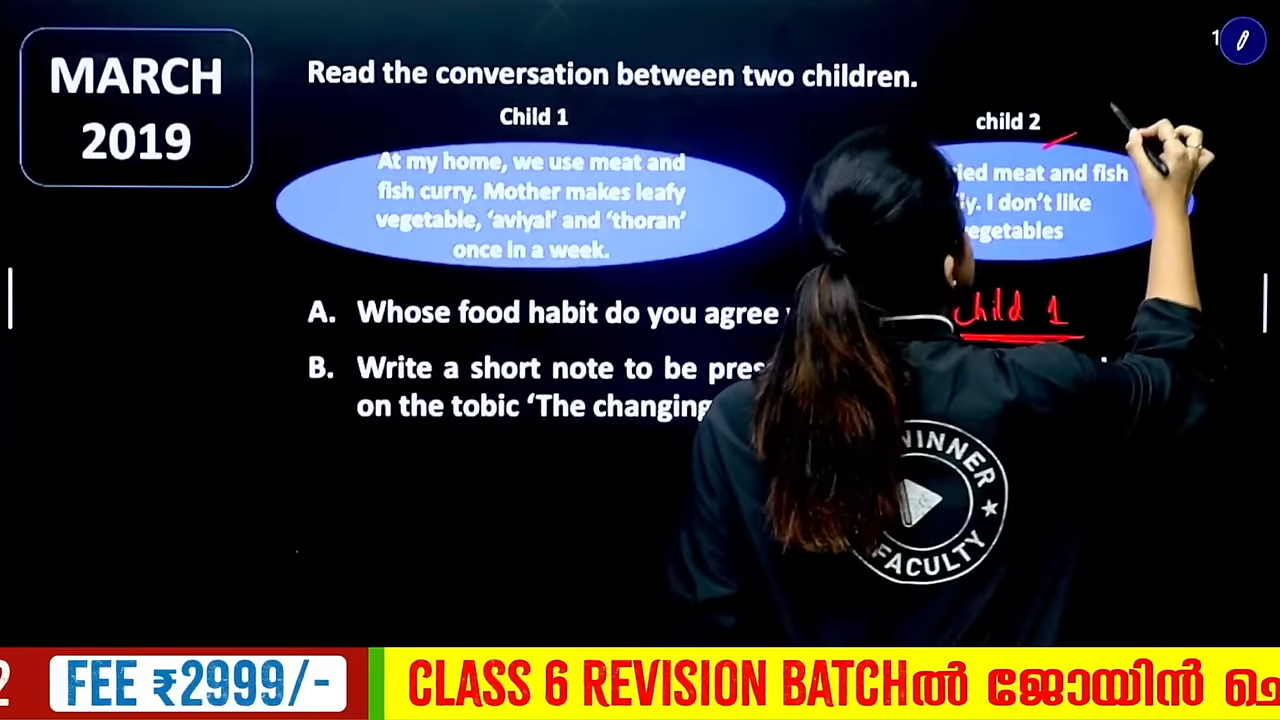 MARCH
2019
Read the conversation between two children.
Child 1
At my home, we use meat and
fish curry. Mother makes leafy
vegetable, ‘aviyal’ and ‘thoran’
once in a week.
child 2
meat and fish
I don’t like
A. Whose food habit do you agree
child 1
B. Write a short note to be
on the tobic ‘The changing
WINNER
FACULTY
2
FEE ₹2999/-
CLASS 6 REVISION BATCHൽ ജോയിൻ